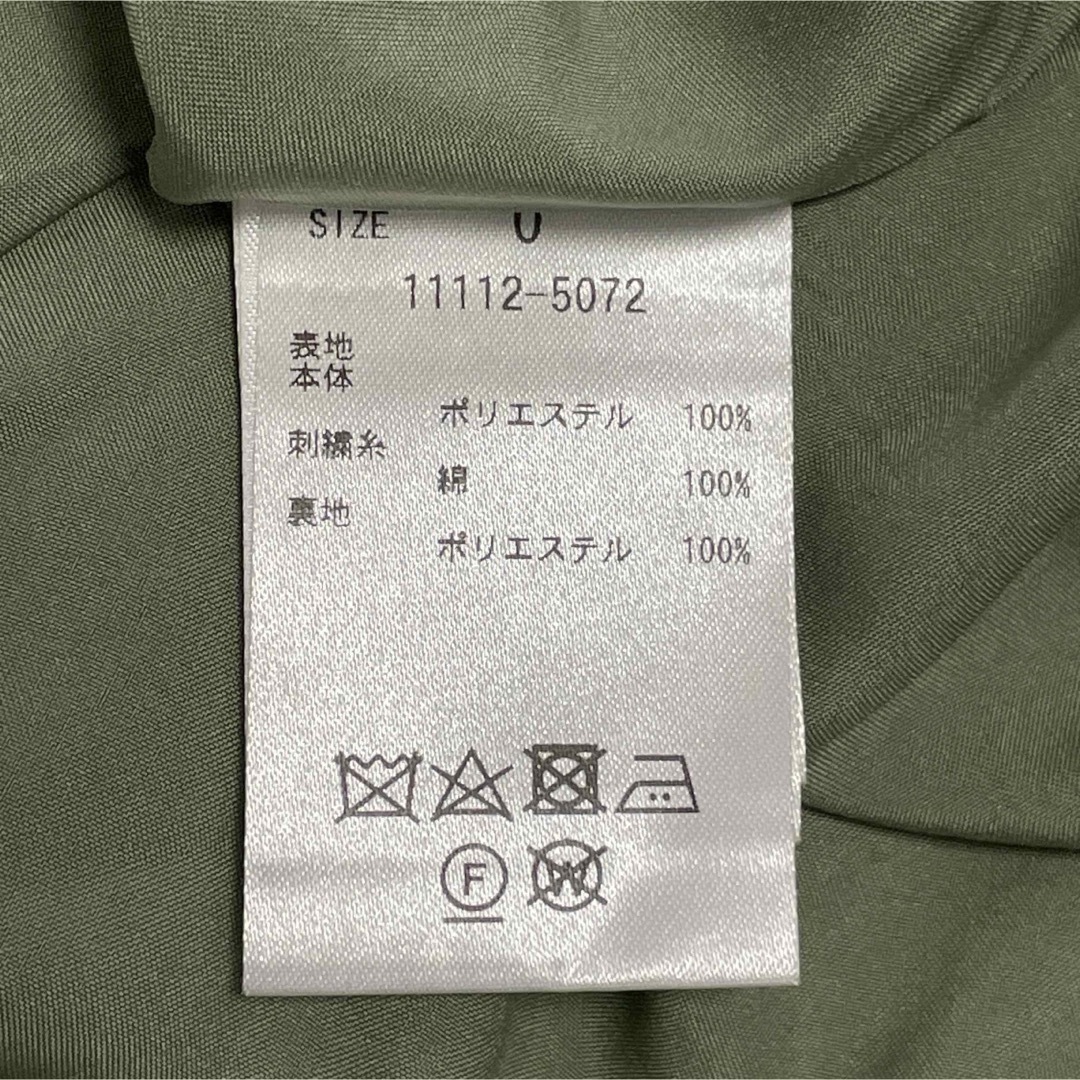 SIZE 0
11112-5072
表地
本体
ポリエステル 100%
刺繍糸
綿 100%
裏地
ポリエステル 100%
F W